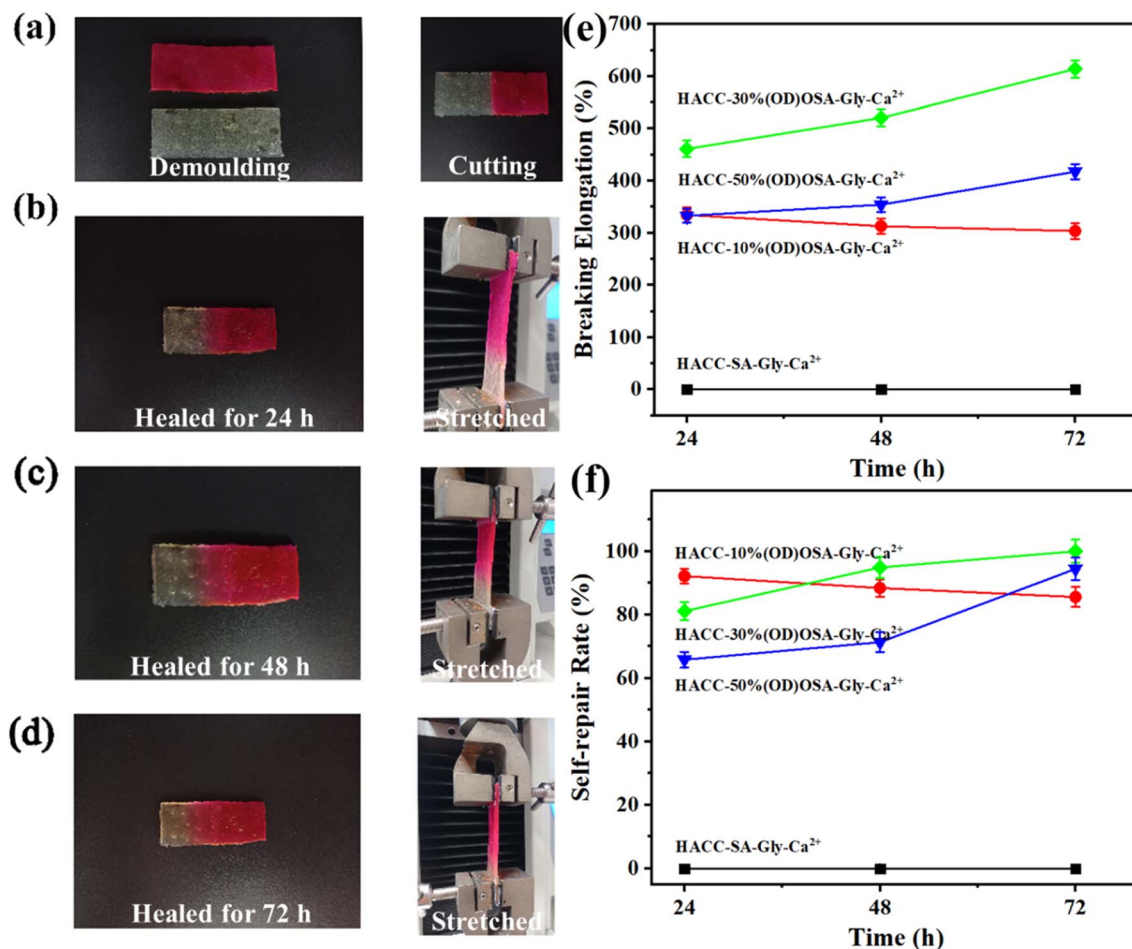 (a)
Demoulding
Cutting
(b)
Healed for 24 h
Stretched
(c)
Healed for 48 h
Stretched
(d)
Healed for 72 h
Stretched
(e)
Breaking Elongation (%)
700
600
500
400
300
200
100
0
HACC-30%(OD)OSA-Gly-Ca²⁺
HACC-50%(OD)OSA-Gly-Ca²⁺
HACC-10%(OD)OSA-Gly-Ca²⁺
HACC-SA-Gly-Ca²⁺
24
48
72
Time (h)
(f)
Self-repair Rate (%)
100
80
60
40
20
0
HACC-10%(OD)OSA-Gly-Ca²⁺
HACC-30%(OD)OSA-Gly-Ca²⁺
HACC-50%(OD)OSA-Gly-Ca²⁺
HACC-SA-Gly-Ca²⁺
24
48
72
Time (h)